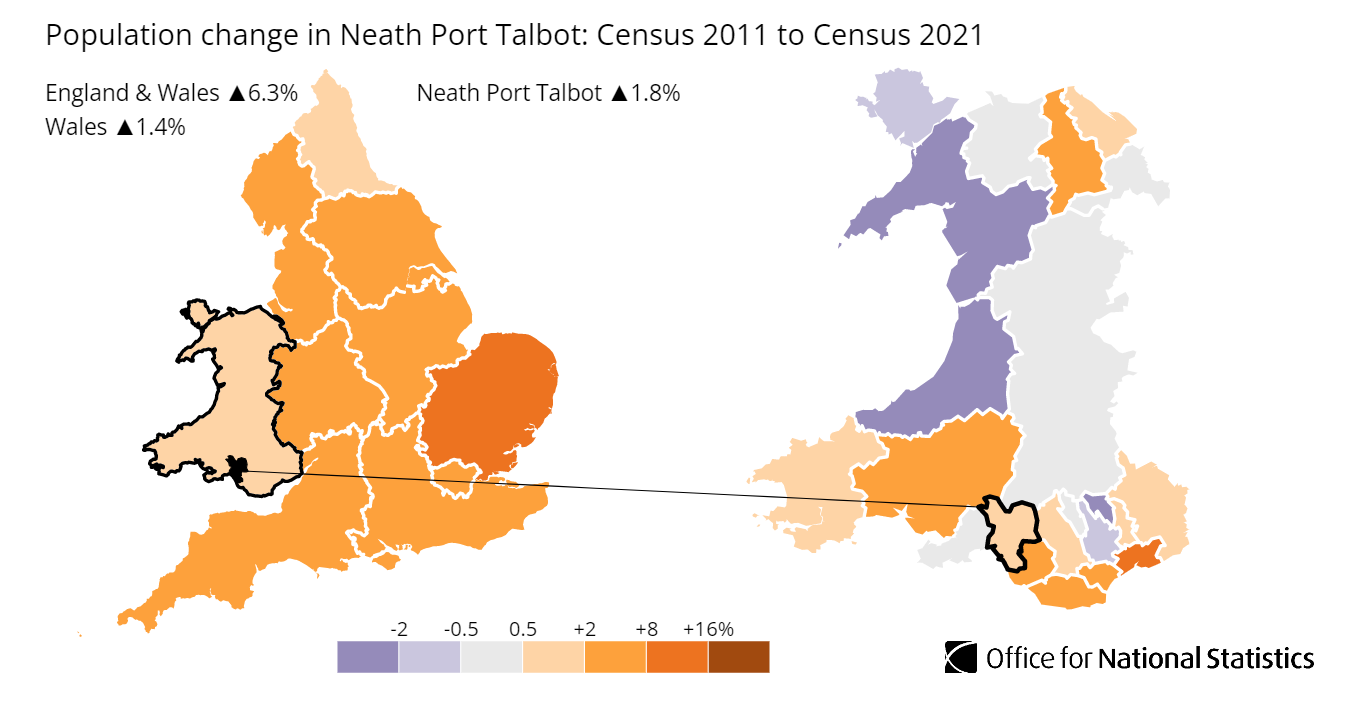 Population change in Neath Port Talbot: Census 2011 to Census 2021
England & Wales ▲6.3%
Neath Port Talbot ▲1.8%
Wales ▲1.4%
-2 -0.5 0.5 +2 +8 +16%
Office for National Statistics